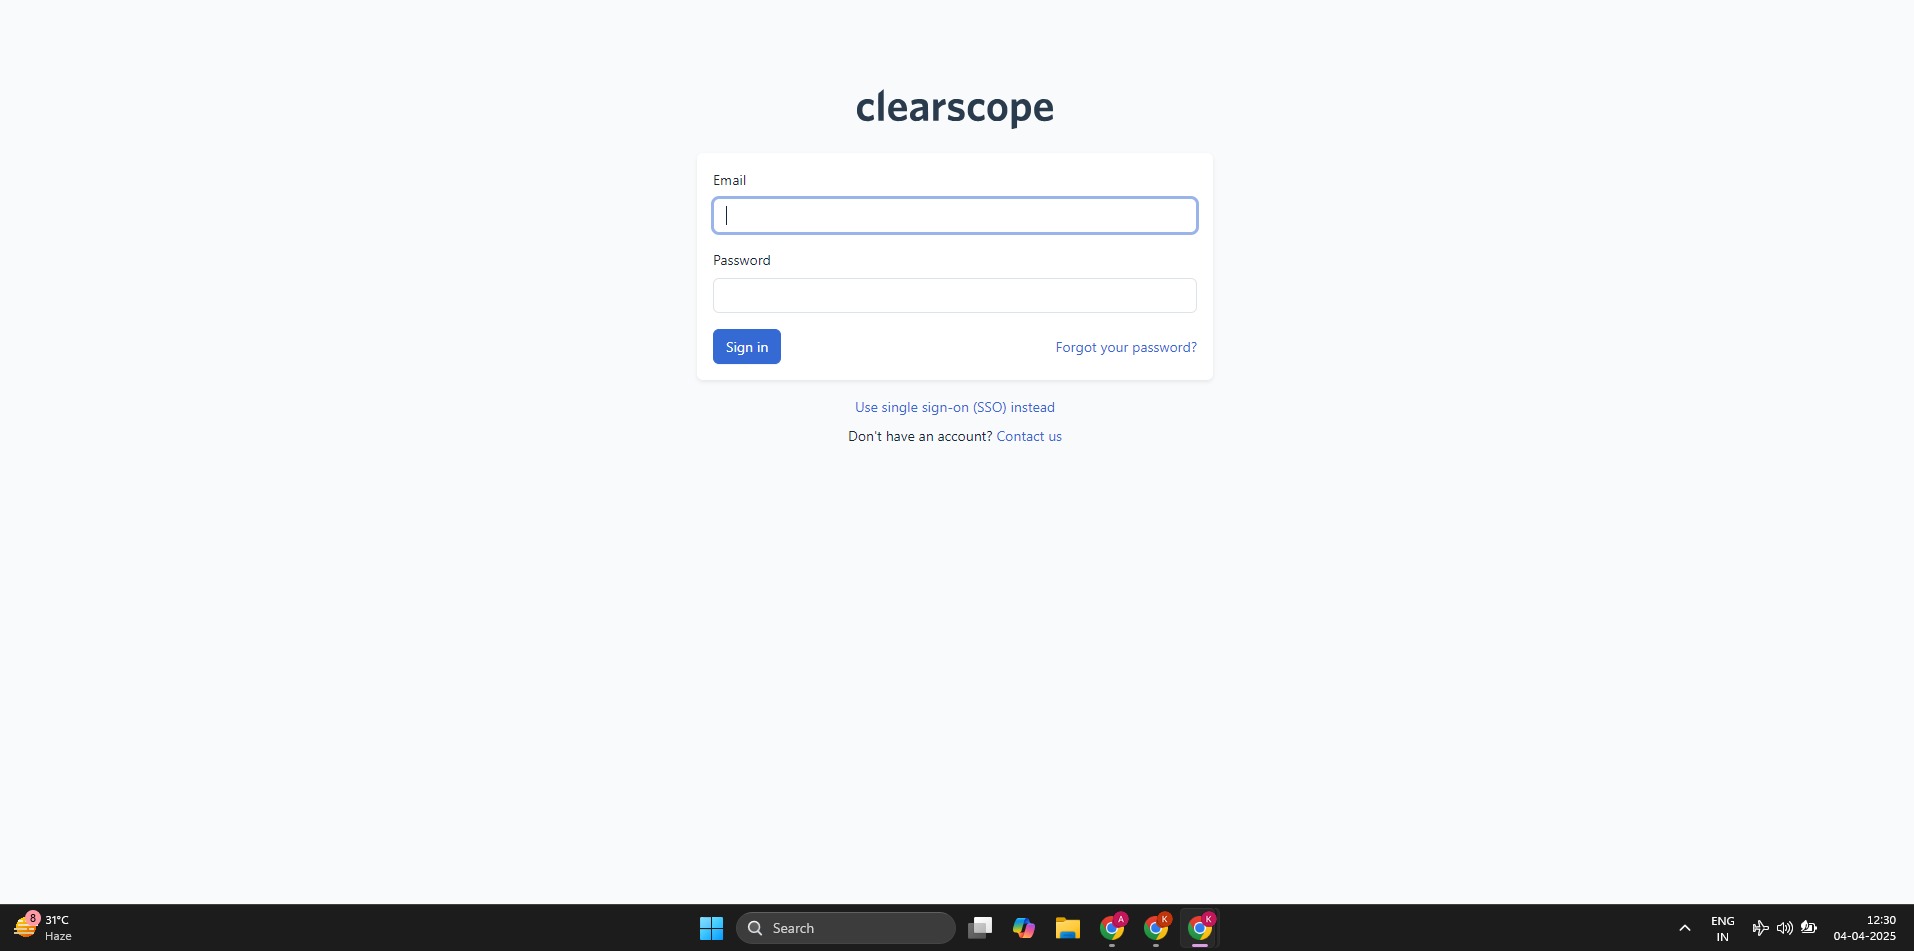 clearscope
Email
Password
Sign in
Forgot your password?
Use single sign-on (SSO) instead
Don't have an account? Contact us
8
31°C
Haze
Search
A
K
K
ENG
IN
12:30
04-04-2025